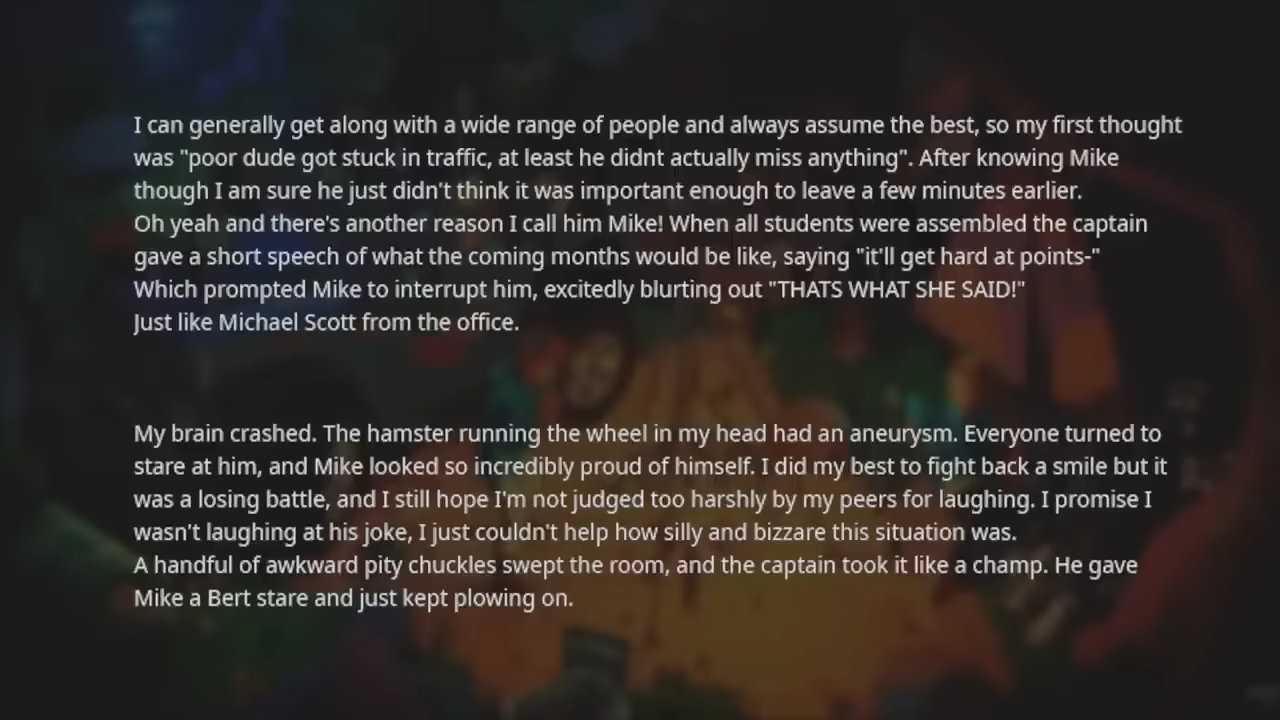 I can generally get along with a wide range of people and always assume the best, so my first thought
was "poor dude got stuck in traffic, at least he didnt actually miss anything". After knowing Mike
though I am sure he just didn't think it was important enough to leave a few minutes earlier.
Oh yeah and there's another reason I call him Mike! When all students were assembled the captain
gave a short speech of what the coming months would be like, saying "it'll get hard at points-"
Which prompted Mike to interrupt him, excitedly blurting out "THATS WHAT SHE SAID!"
Just like Michael Scott from the office.
My brain crashed. The hamster running the wheel in my head had an aneurysm. Everyone turned to
stare at him, and Mike looked so incredibly proud of himself. I did my best to fight back a smile but it
was a losing battle, and I still hope I'm not judged too harshly by my peers for laughing. I promise I
wasn't laughing at his joke, I just couldn't help how silly and bizzare this situation was.
A handful of awkward pity chuckles swept the room, and the captain took it like a champ. He gave
Mike a Bert stare and just kept plowing on.